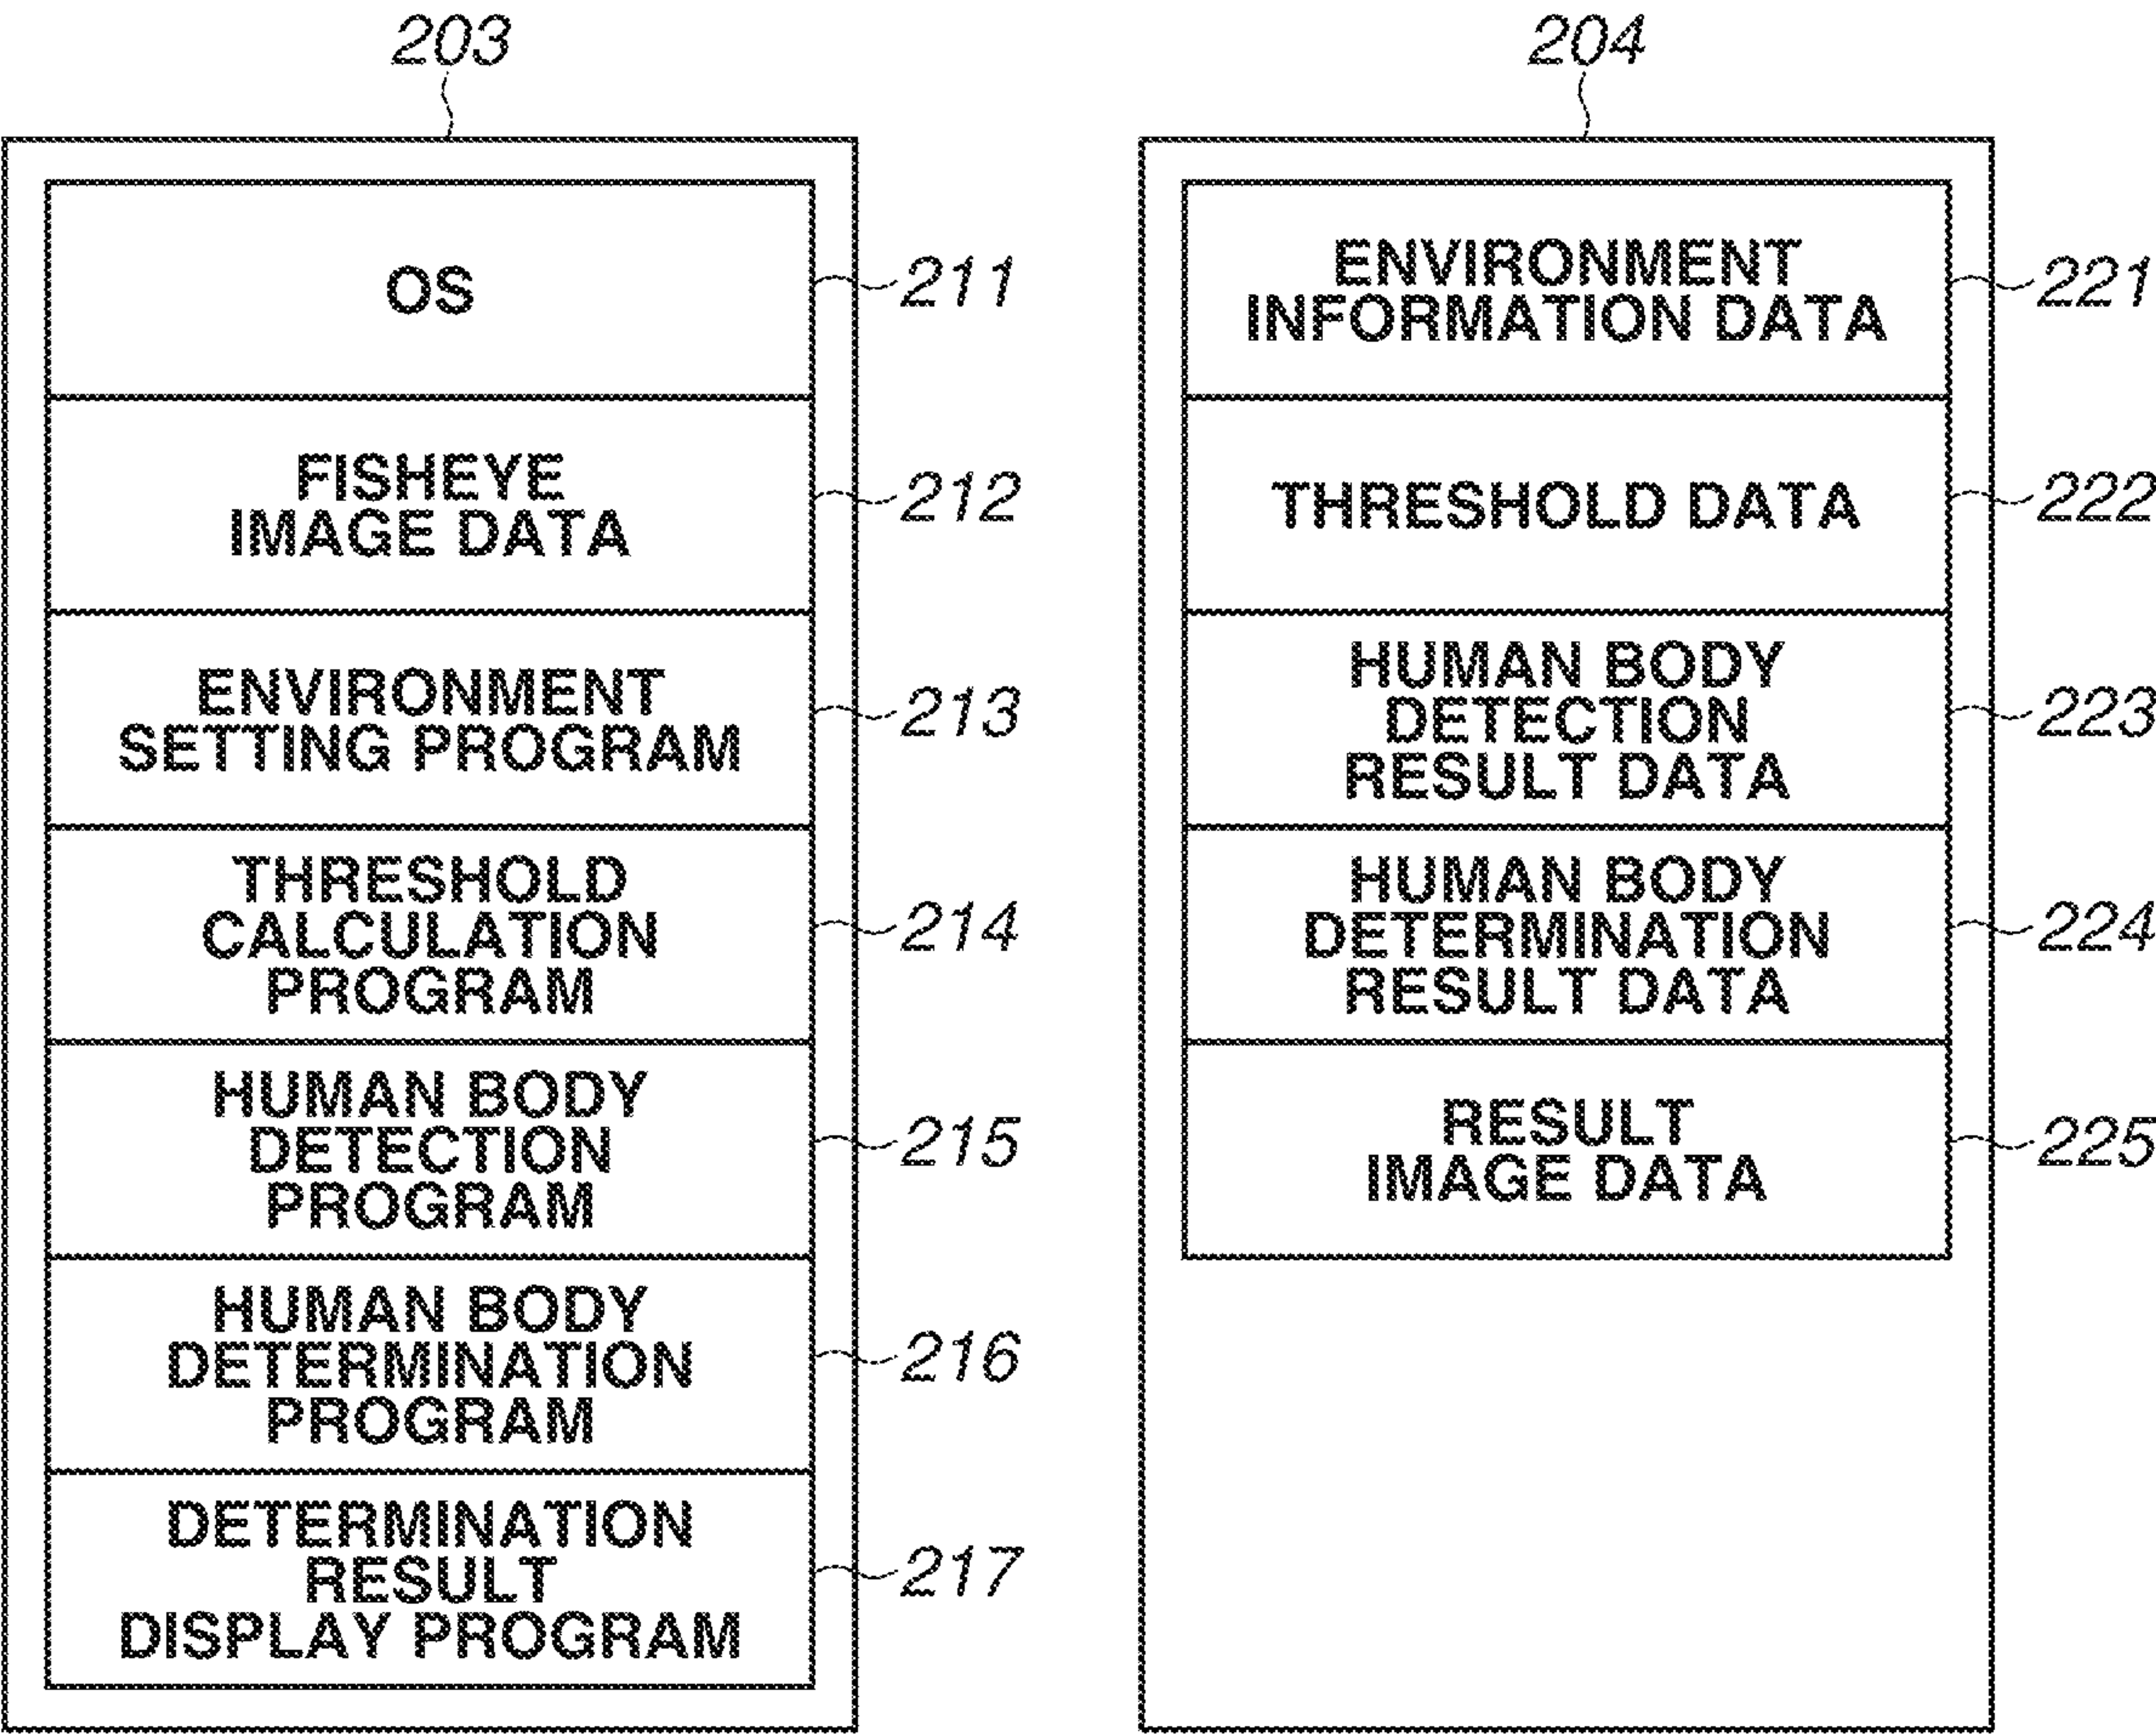 203
OS
211
FISHEYE
IMAGE DATA
212
ENVIRONMENT
SETTING PROGRAM
213
THRESHOLD
CALCULATION
PROGRAM
214
HUMAN BODY
DETECTION
PROGRAM
215
HUMAN BODY
DETERMINATION
PROGRAM
216
DETERMINATION
RESULT
DISPLAY PROGRAM
217
204
ENVIRONMENT
INFORMATION DATA
221
THRESHOLD DATA
222
HUMAN BODY
DETECTION
RESULT DATA
223
HUMAN BODY
DETERMINATION
RESULT DATA
224
RESULT
IMAGE DATA
225